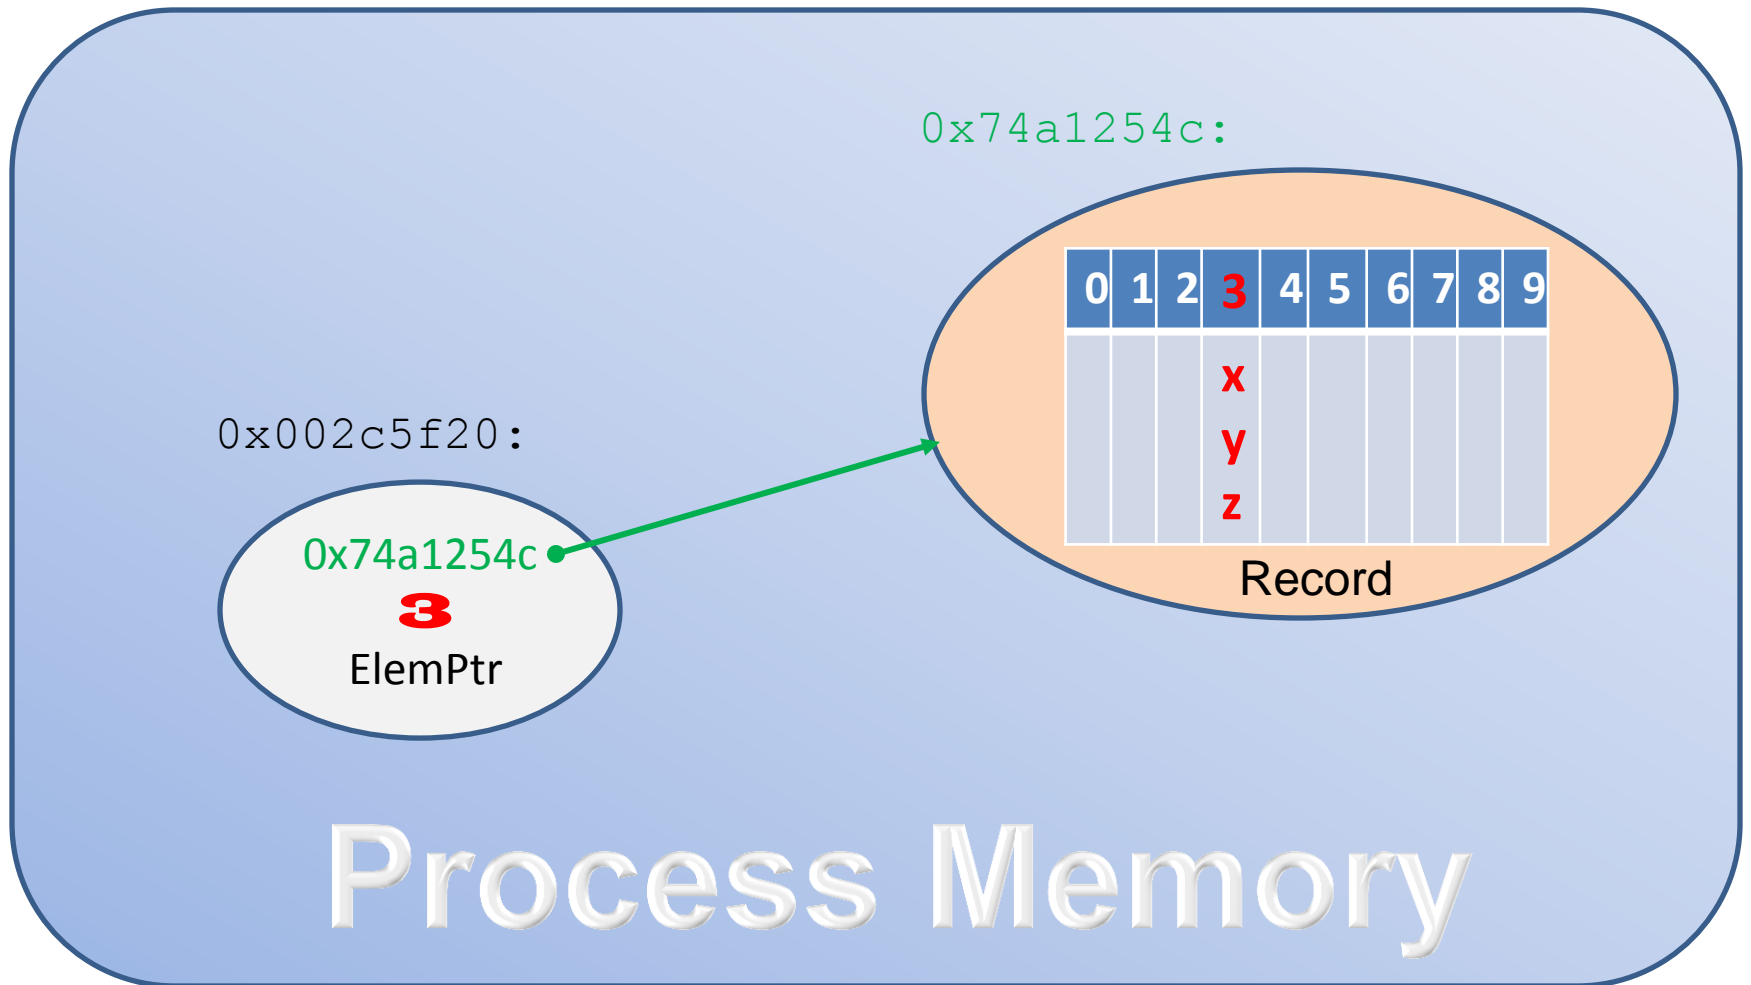 0x74a1254c:
0 1 2 3 4 5 6 7 8 9
x
y
z
Record
0x002c5f20:
0x74a1254c
3
ElemPtr
Process Memory